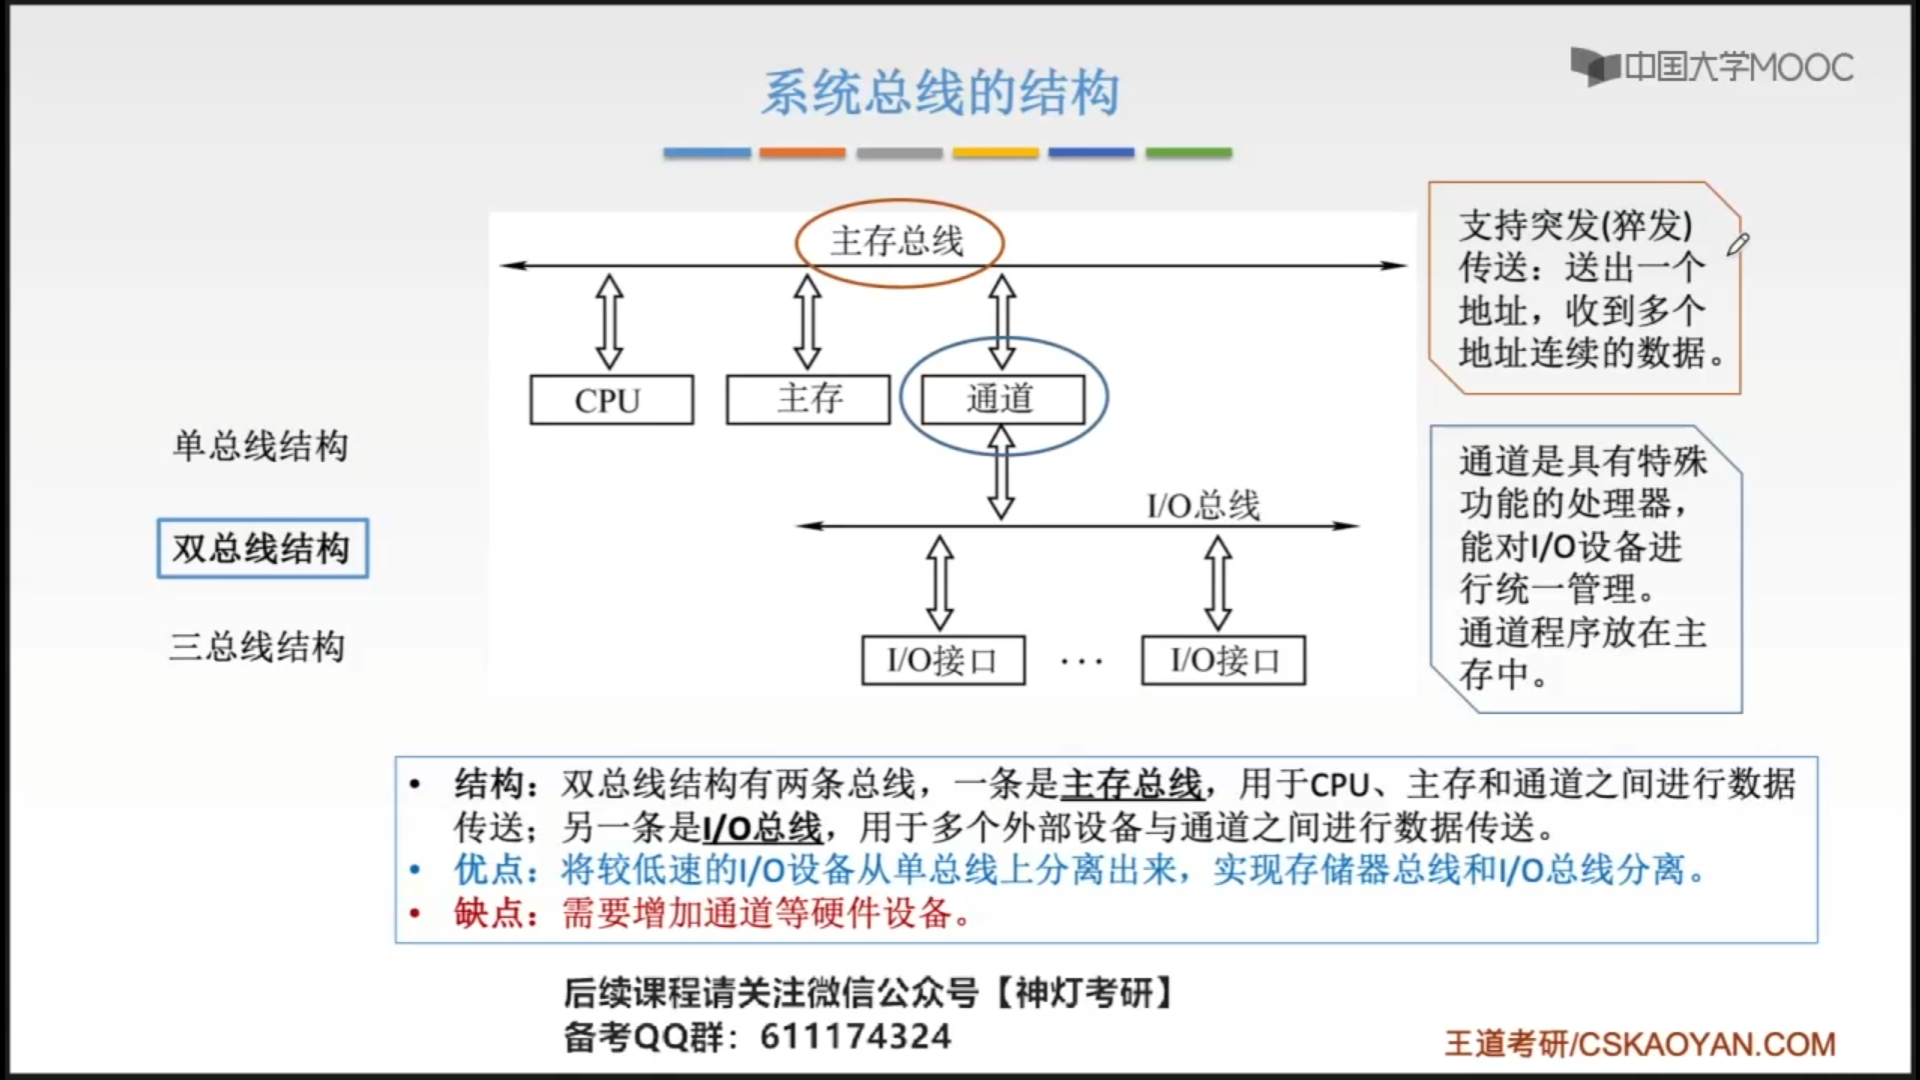 中国大学MOOC
系统总线的结构
主存总线
CPU
主存
通道
I/O总线
I/O接口
...
I/O接口
单总线结构
双总线结构
三总线结构
支持突发(猝发)
传送：送出一个
地址，收到多个
地址连续的数据。
通道是具有特殊
功能的处理器，
能对I/O设备进
行统一管理。
通道程序放在主
存中。
• 结构：双总线结构有两条总线，一条是主存总线，用于CPU、主存和通道之间进行数据
传送；另一条是I/O总线，用于多个外部设备与通道之间进行数据传送。
• 优点：将较低速的I/O设备从单总线上分离出来，实现存储器总线和I/O总线分离。
• 缺点：需要增加通道等硬件设备。
后续课程请关注微信公众号【神灯考研】
备考QQ群：611174324
王道考研/CSKAOYAN.COM